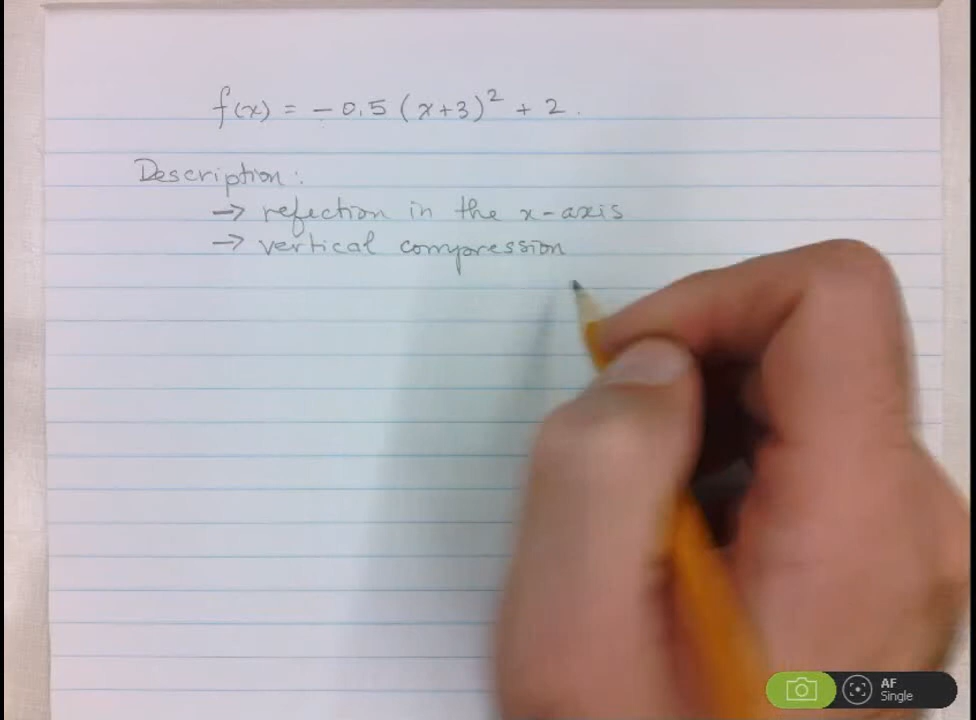 f(x) = -0.5 (x+3)² + 2.
Description:
→ refection in the x-axis
→ vertical compression
AF
Single